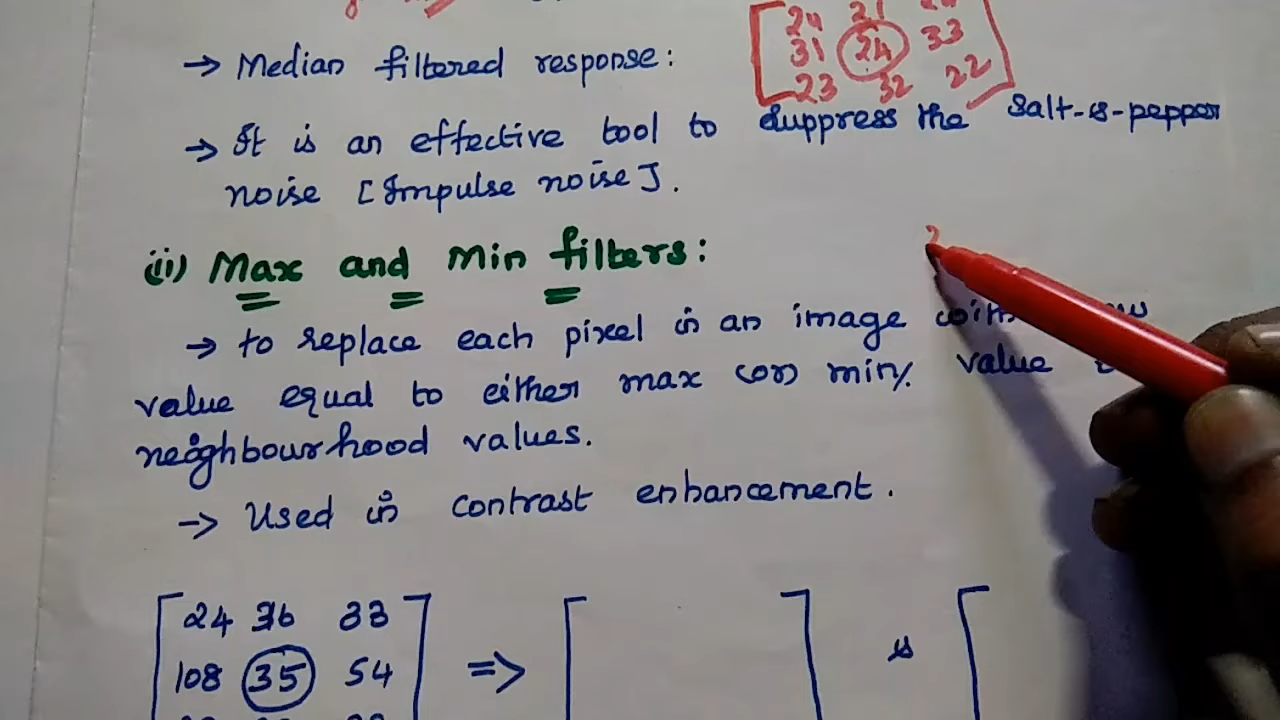 24 21
→ Median filtered response: 31 24 33
23 32 22
→ It is an effective tool to suppress the Salt-&-pepper
noise [Impulse noise].
(ii) Max and Min filters:
→ to replace each pixel in an image with
value equal to either max (or) min/. value
neighbourhood values.
→ Used in contrast enhancement.
24 36 33
108 35 54 => &